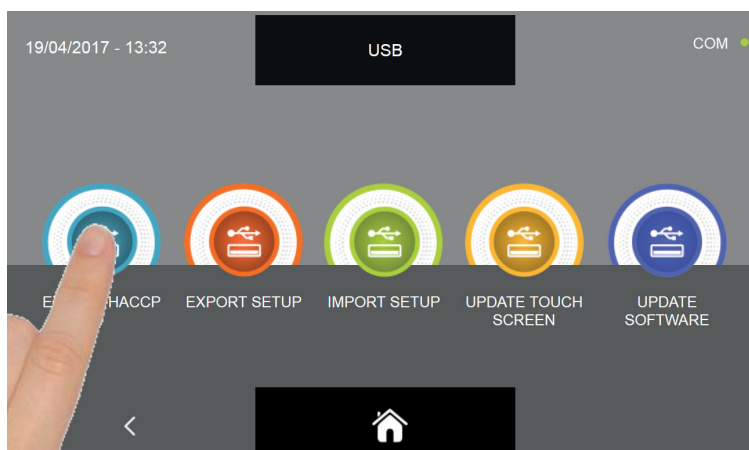 19/04/2017 - 13:32
USB
COM
HACCP
EXPORT SETUP
IMPORT SETUP
UPDATE TOUCH
SCREEN
UPDATE
SOFTWARE